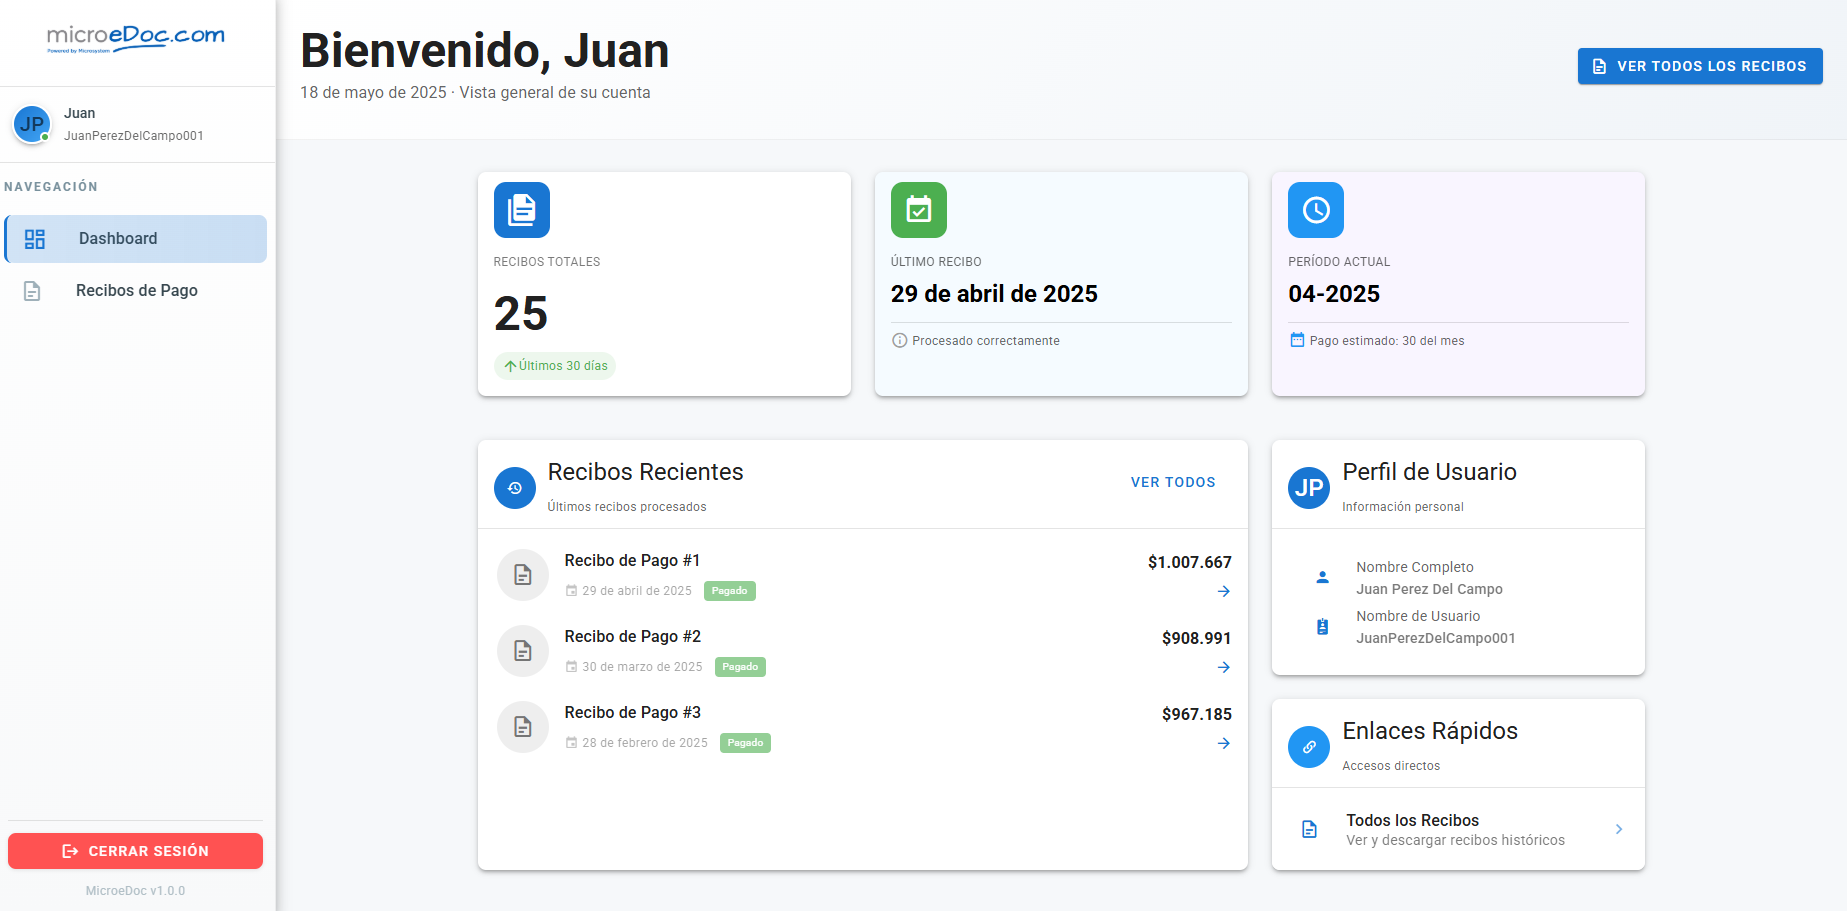 microeDoc.com
Powered by Microsystem
JP
Juan
JuanPerezDelCampo001
NAVEGACIÓN
Dashboard
Recibos de Pago
CERRAR SESIÓN
MicroeDoc v1.0.0
Bienvenido, Juan
18 de mayo de 2025 · Vista general de su cuenta
VER TODOS LOS RECIBOS
RECIBOS TOTALES
25
Últimos 30 días
ÚLTIMO RECIBO
29 de abril de 2025
Procesado correctamente
PERÍODO ACTUAL
04-2025
Pago estimado: 30 del mes
Recibos Recientes
Últimos recibos procesados
VER TODOS
Recibo de Pago #1
$1.007.667
29 de abril de 2025 Pagado
Recibo de Pago #2
$908.991
30 de marzo de 2025 Pagado
Recibo de Pago #3
$967.185
28 de febrero de 2025 Pagado
JP
Perfil de Usuario
Información personal
Nombre Completo
Juan Perez Del Campo
Nombre de Usuario
JuanPerezDelCampo001
Enlaces Rápidos
Accesos directos
Todos los Recibos
Ver y descargar recibos históricos